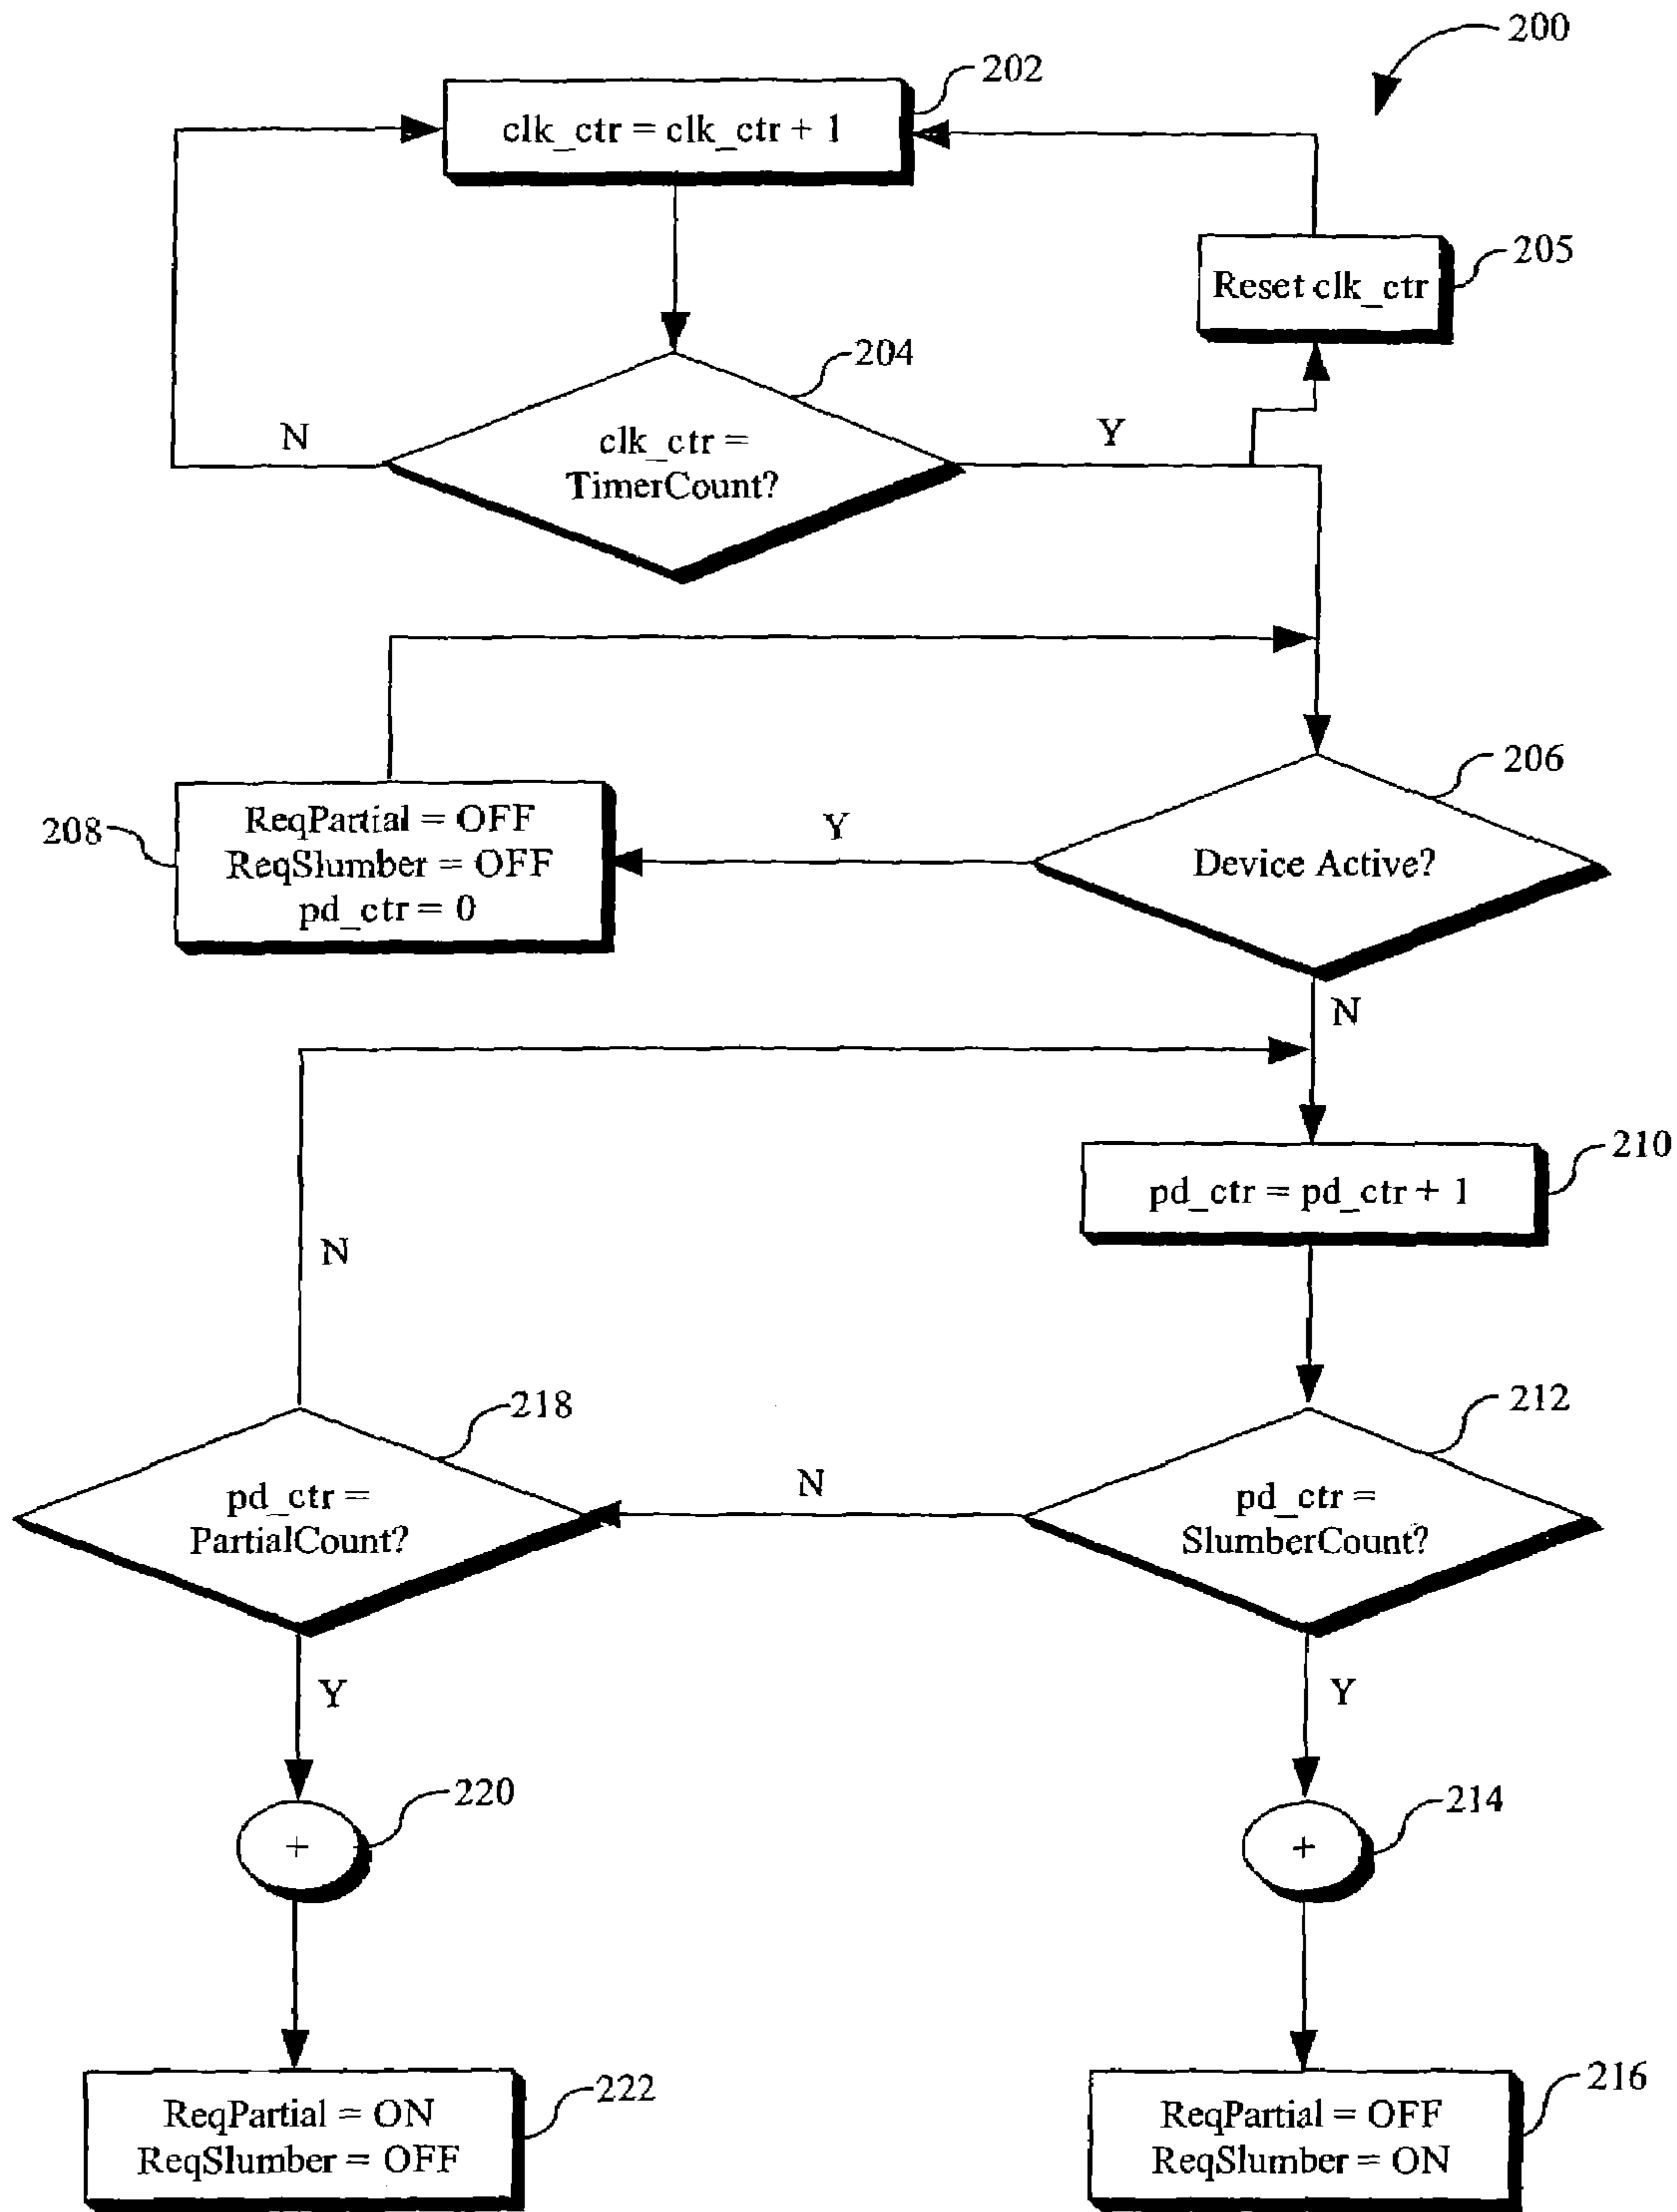 200
202
clk_ctr = clk_ctr + 1
205
Reset clk_ctr
204
N
clk_ctr =
TimerCount?
Y
206
208
ReqPartial = OFF
ReqSlumber = OFF
pd_ctr = 0
Y
Device Active?
N
210
pd_ctr = pd_ctr + 1
N
218
212
pd_ctr =
PartialCount?
N
pd_ctr =
SlumberCount?
Y
Y
220
+
214
+
222
ReqPartial = ON
ReqSlumber = OFF
216
ReqPartial = OFF
ReqSlumber = ON